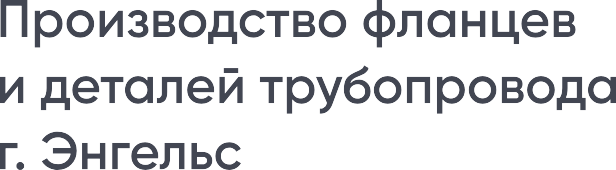 Производство фланцев
и деталей трубопровода
г. Энгельс